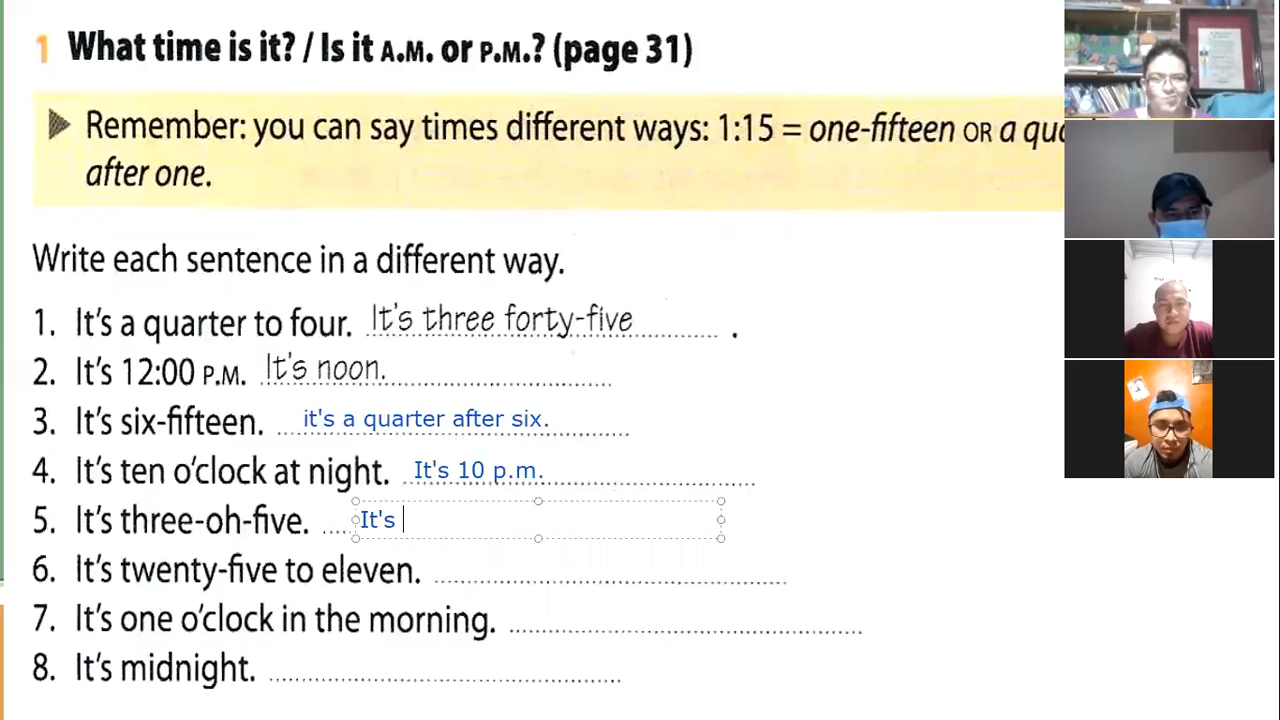 1 What time is it? / Is it A.M. or P.M.? (page 31)
Remember: you can say times different ways: 1:15 = one-fifteen OR a qua
after one.
Write each sentence in a different way.
1. It's a quarter to four. It's three forty-five .
2. It's 12:00 P.M. It's noon.
3. It's six-fifteen. it's a quarter after six.
4. It's ten o'clock at night. It's 10 p.m.
5. It's three-oh-five. It's
6. It's twenty-five to eleven.
7. It's one o'clock in the morning.
8. It's midnight.